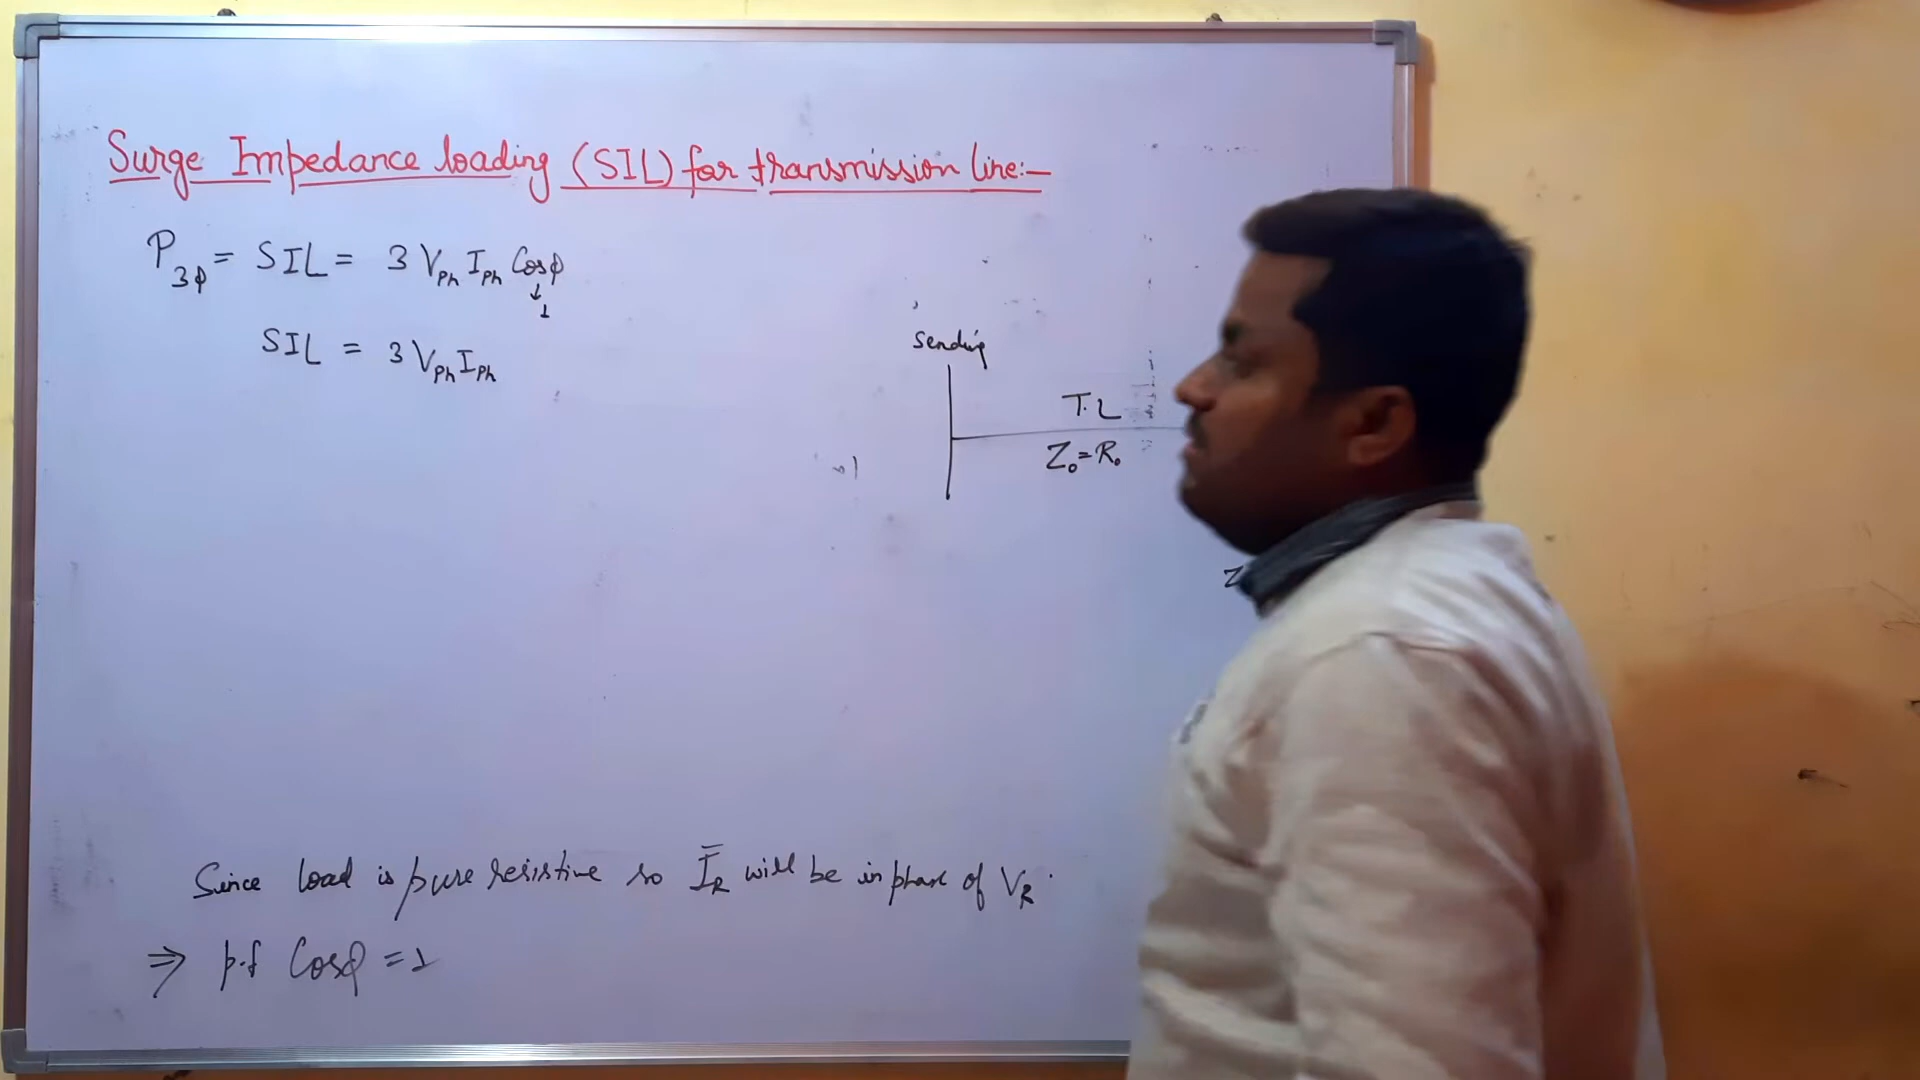 Surge Impedance loading (SIL) for transmission line:-
P3φ = SIL = 3 Vph Iph Cosφ
↓
1
SIL = 3 Vph Iph
Sending
T.L
Z₀=R₀
Z
Since load is pure resistive so I̅R will be in phase of VR.
⇒ p.f Cosφ = 1